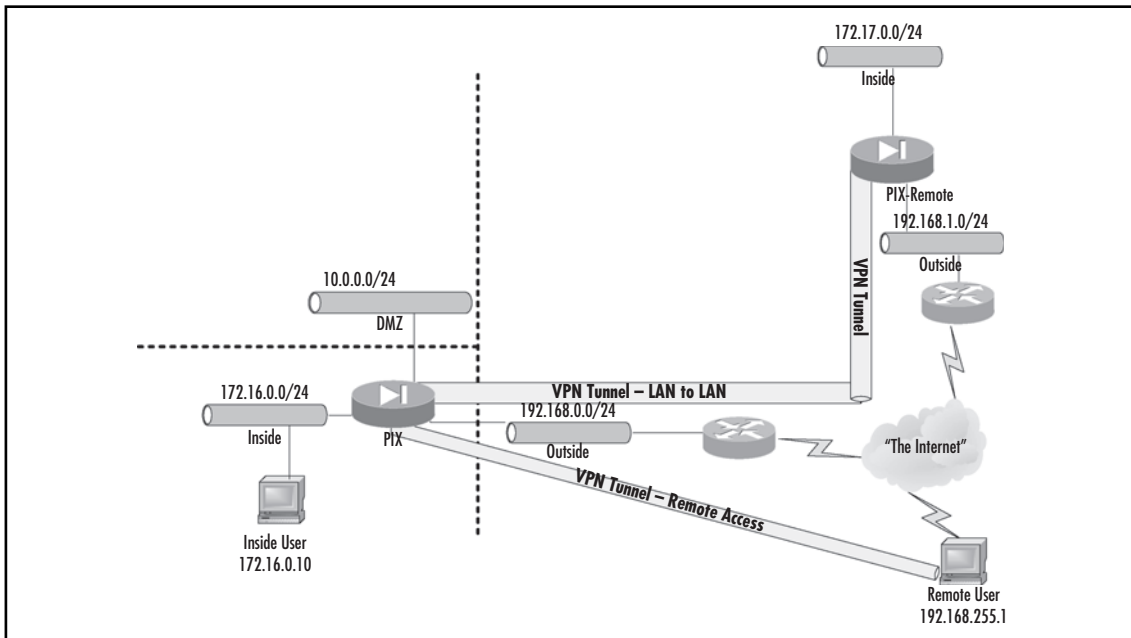 172.17.0.0/24
Inside
PIX-Remote
192.168.1.0/24
Outside
VPN Tunnel
10.0.0.0/24
DMZ
172.16.0.0/24
Inside
PIX
VPN Tunnel – LAN to LAN
192.168.0.0/24
Outside
"The Internet"
VPN Tunnel – Remote Access
Inside User
172.16.0.10
Remote User
192.168.255.1